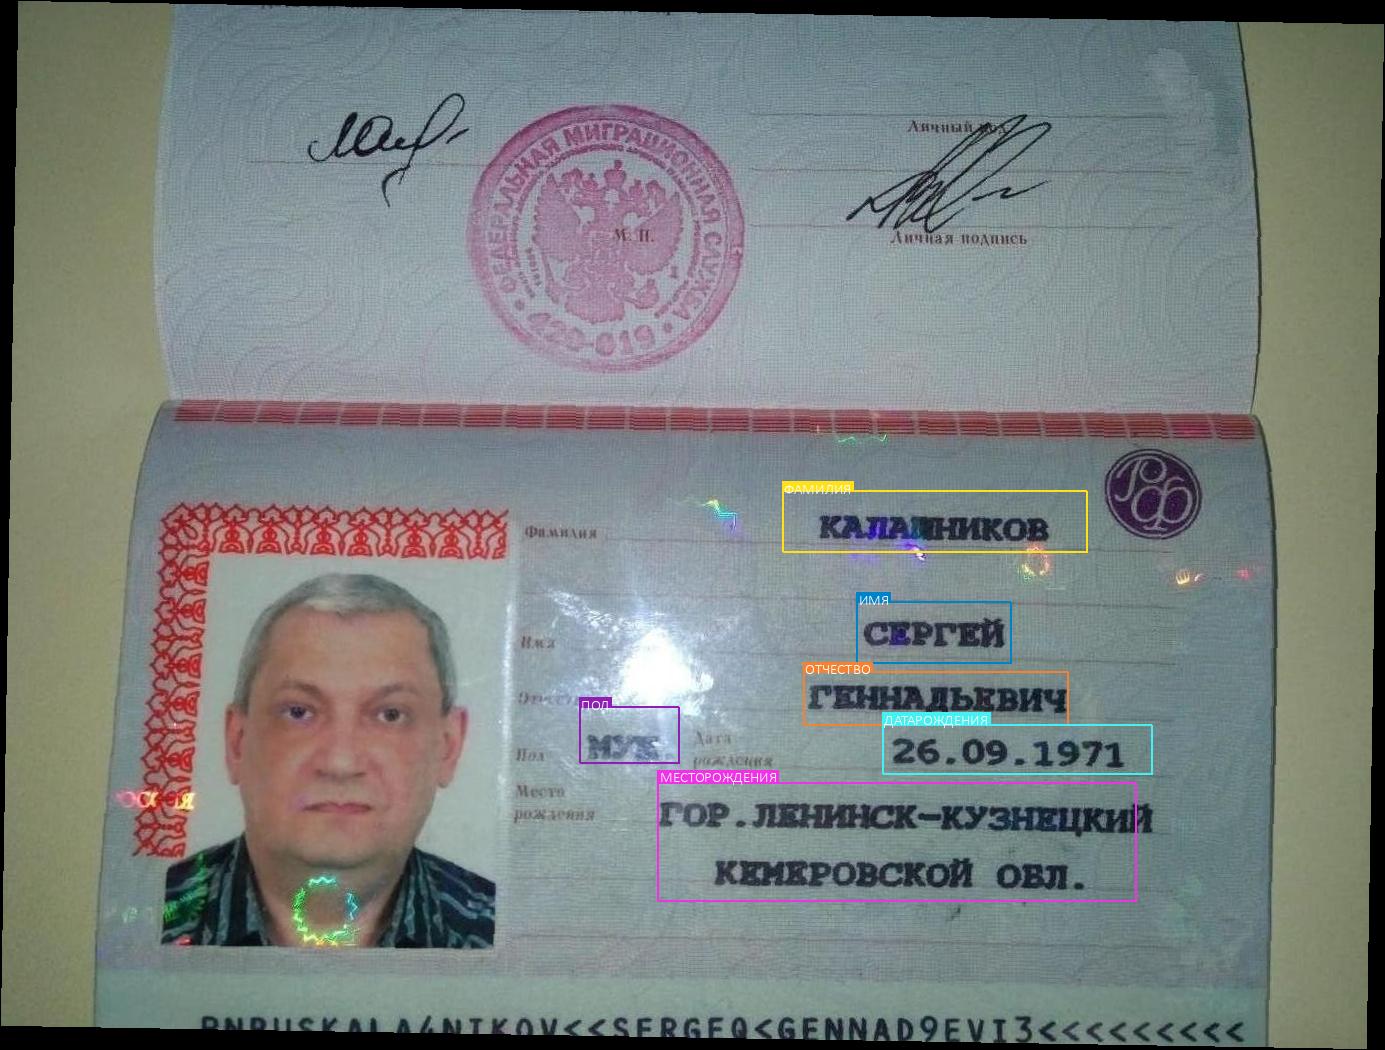 Личный код
ФЕДЕРАЛЬНАЯ МИГРАЦИОННАЯ СЛУЖБА
М. П.
420-019
Личная подпись
РФ
ФАМИЛИЯ
Фамилия
КАЛАШНИКОВ
ИМЯ
Имя
СЕРГЕЙ
ОТЧЕСТВО
Отчество
ГЕННАДЬЕВИЧ
ПОЛ
ДАТАРОЖДЕНИЯ
Пол
МУЖ.
Дата рождения
26.09.1971
МЕСТОРОЖДЕНИЯ
Место рождения
ГОР.ЛЕНИНСК-КУЗНЕЦКИЙ
КЕМЕРОВСКОЙ ОБЛ.
PNRUSKALA4NIKOV<<SERGEQ<GENNAD9EVI3<<<<<<<<<